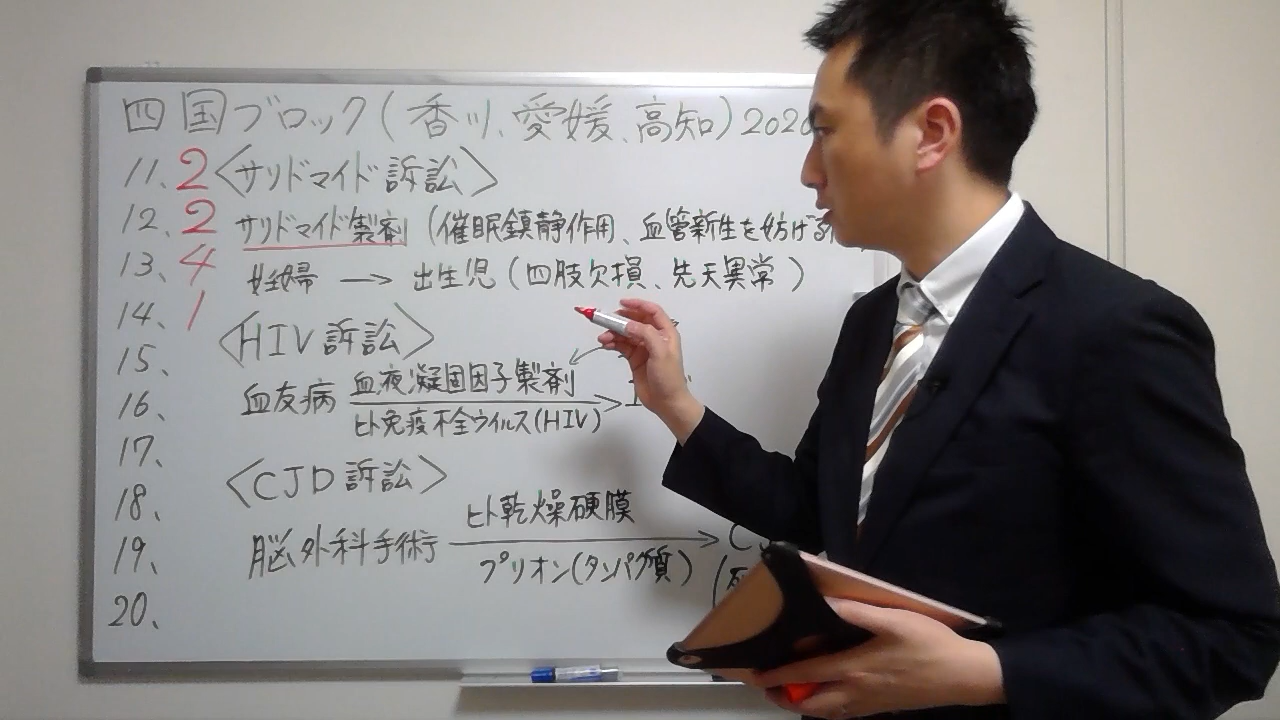 四国ブロック(香川、愛媛、高知)2020
11、2〈サリドマイド訴訟〉
12、2 サリドマイド製剤(催眠鎮静作用、血管新生を妨げる作
13、4 妊婦→出生児(四肢欠損、先天異常)
14、1
〈HIV訴訟〉
15、
血液凝固因子製剤
16、血友病→
ヒト免疫不全ウイルス(HIV)
17、
〈CJD訴訟〉
18、ヒト乾燥硬膜
19、脳外科手術→C
プリオン(タンパク質)(死
20、